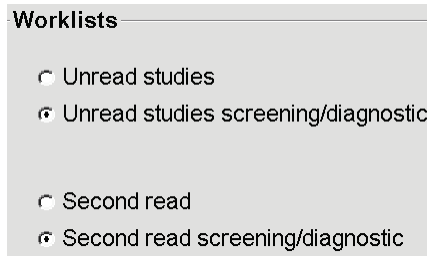 Worklists
Unread studies
Unread studies screening/diagnostic
Second read
Second read screening/diagnostic